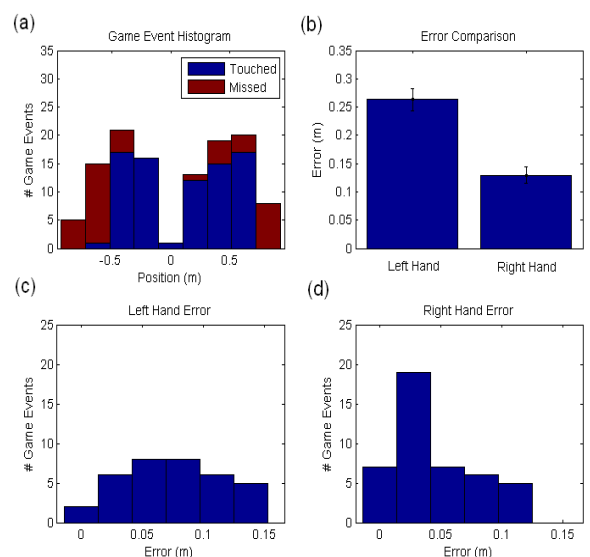 (a)
Game Event Histogram
# Game Events
35
30
25
20
15
10
5
0
Touched
Missed
-0.5 0 0.5
Position (m)
(b)
Error Comparison
Error (m)
0.35
0.3
0.25
0.2
0.15
0.1
0.05
0
Left Hand Right Hand
(c)
Left Hand Error
# Game Events
25
20
15
10
5
0
0 0.05 0.1 0.15
Error (m)
(d)
Right Hand Error
# Game Events
25
20
15
10
5
0
0 0.05 0.1 0.15
Error (m)